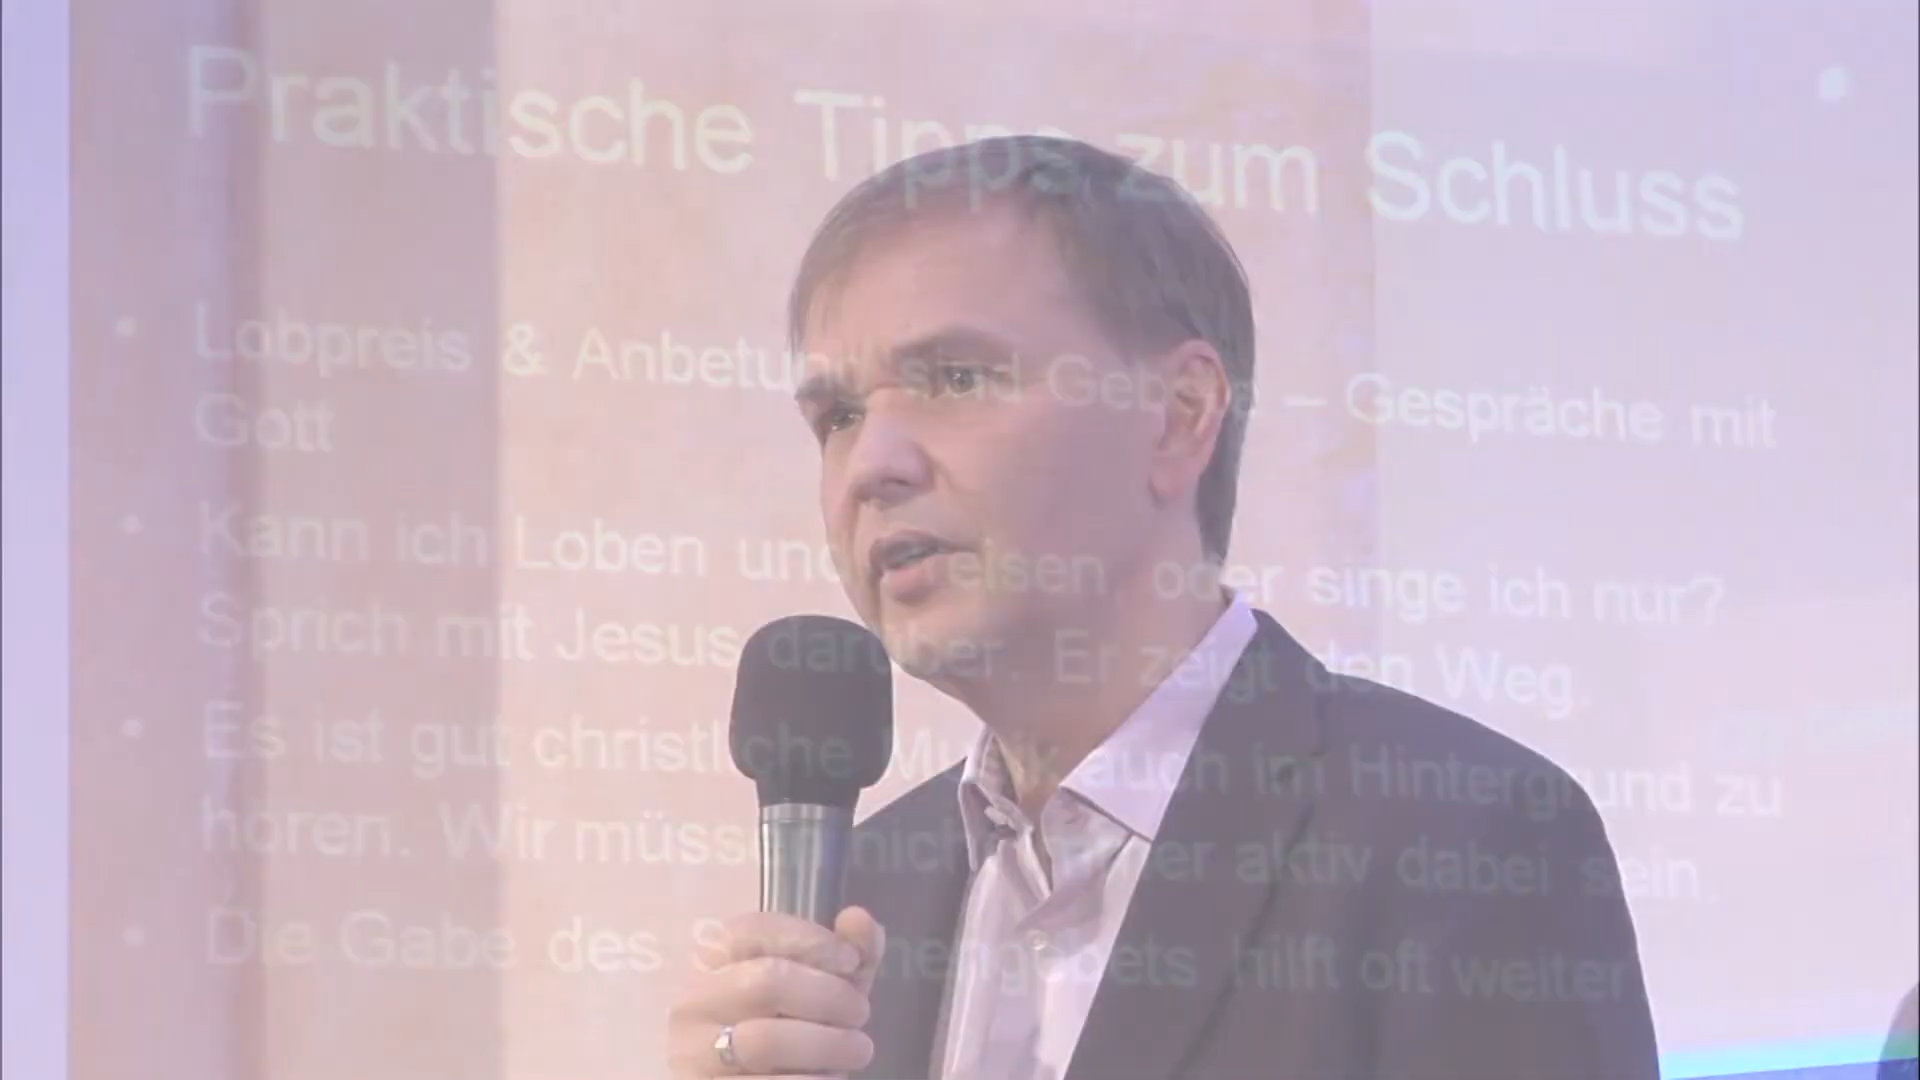 Praktische Tipps zum Schluss
• Lobpreis & Anbetung sind Gebete – Gespräche mit
Gott
• Kann ich Loben und Preisen, oder singe ich nur?
Sprich mit Jesus darüber. Er zeigt den Weg.
• Es ist gut christliche Musik auch im Hintergrund zu
hören. Wir müssen nicht immer aktiv dabei sein.
• Die Gabe des Sprachengebets hilft oft weiter